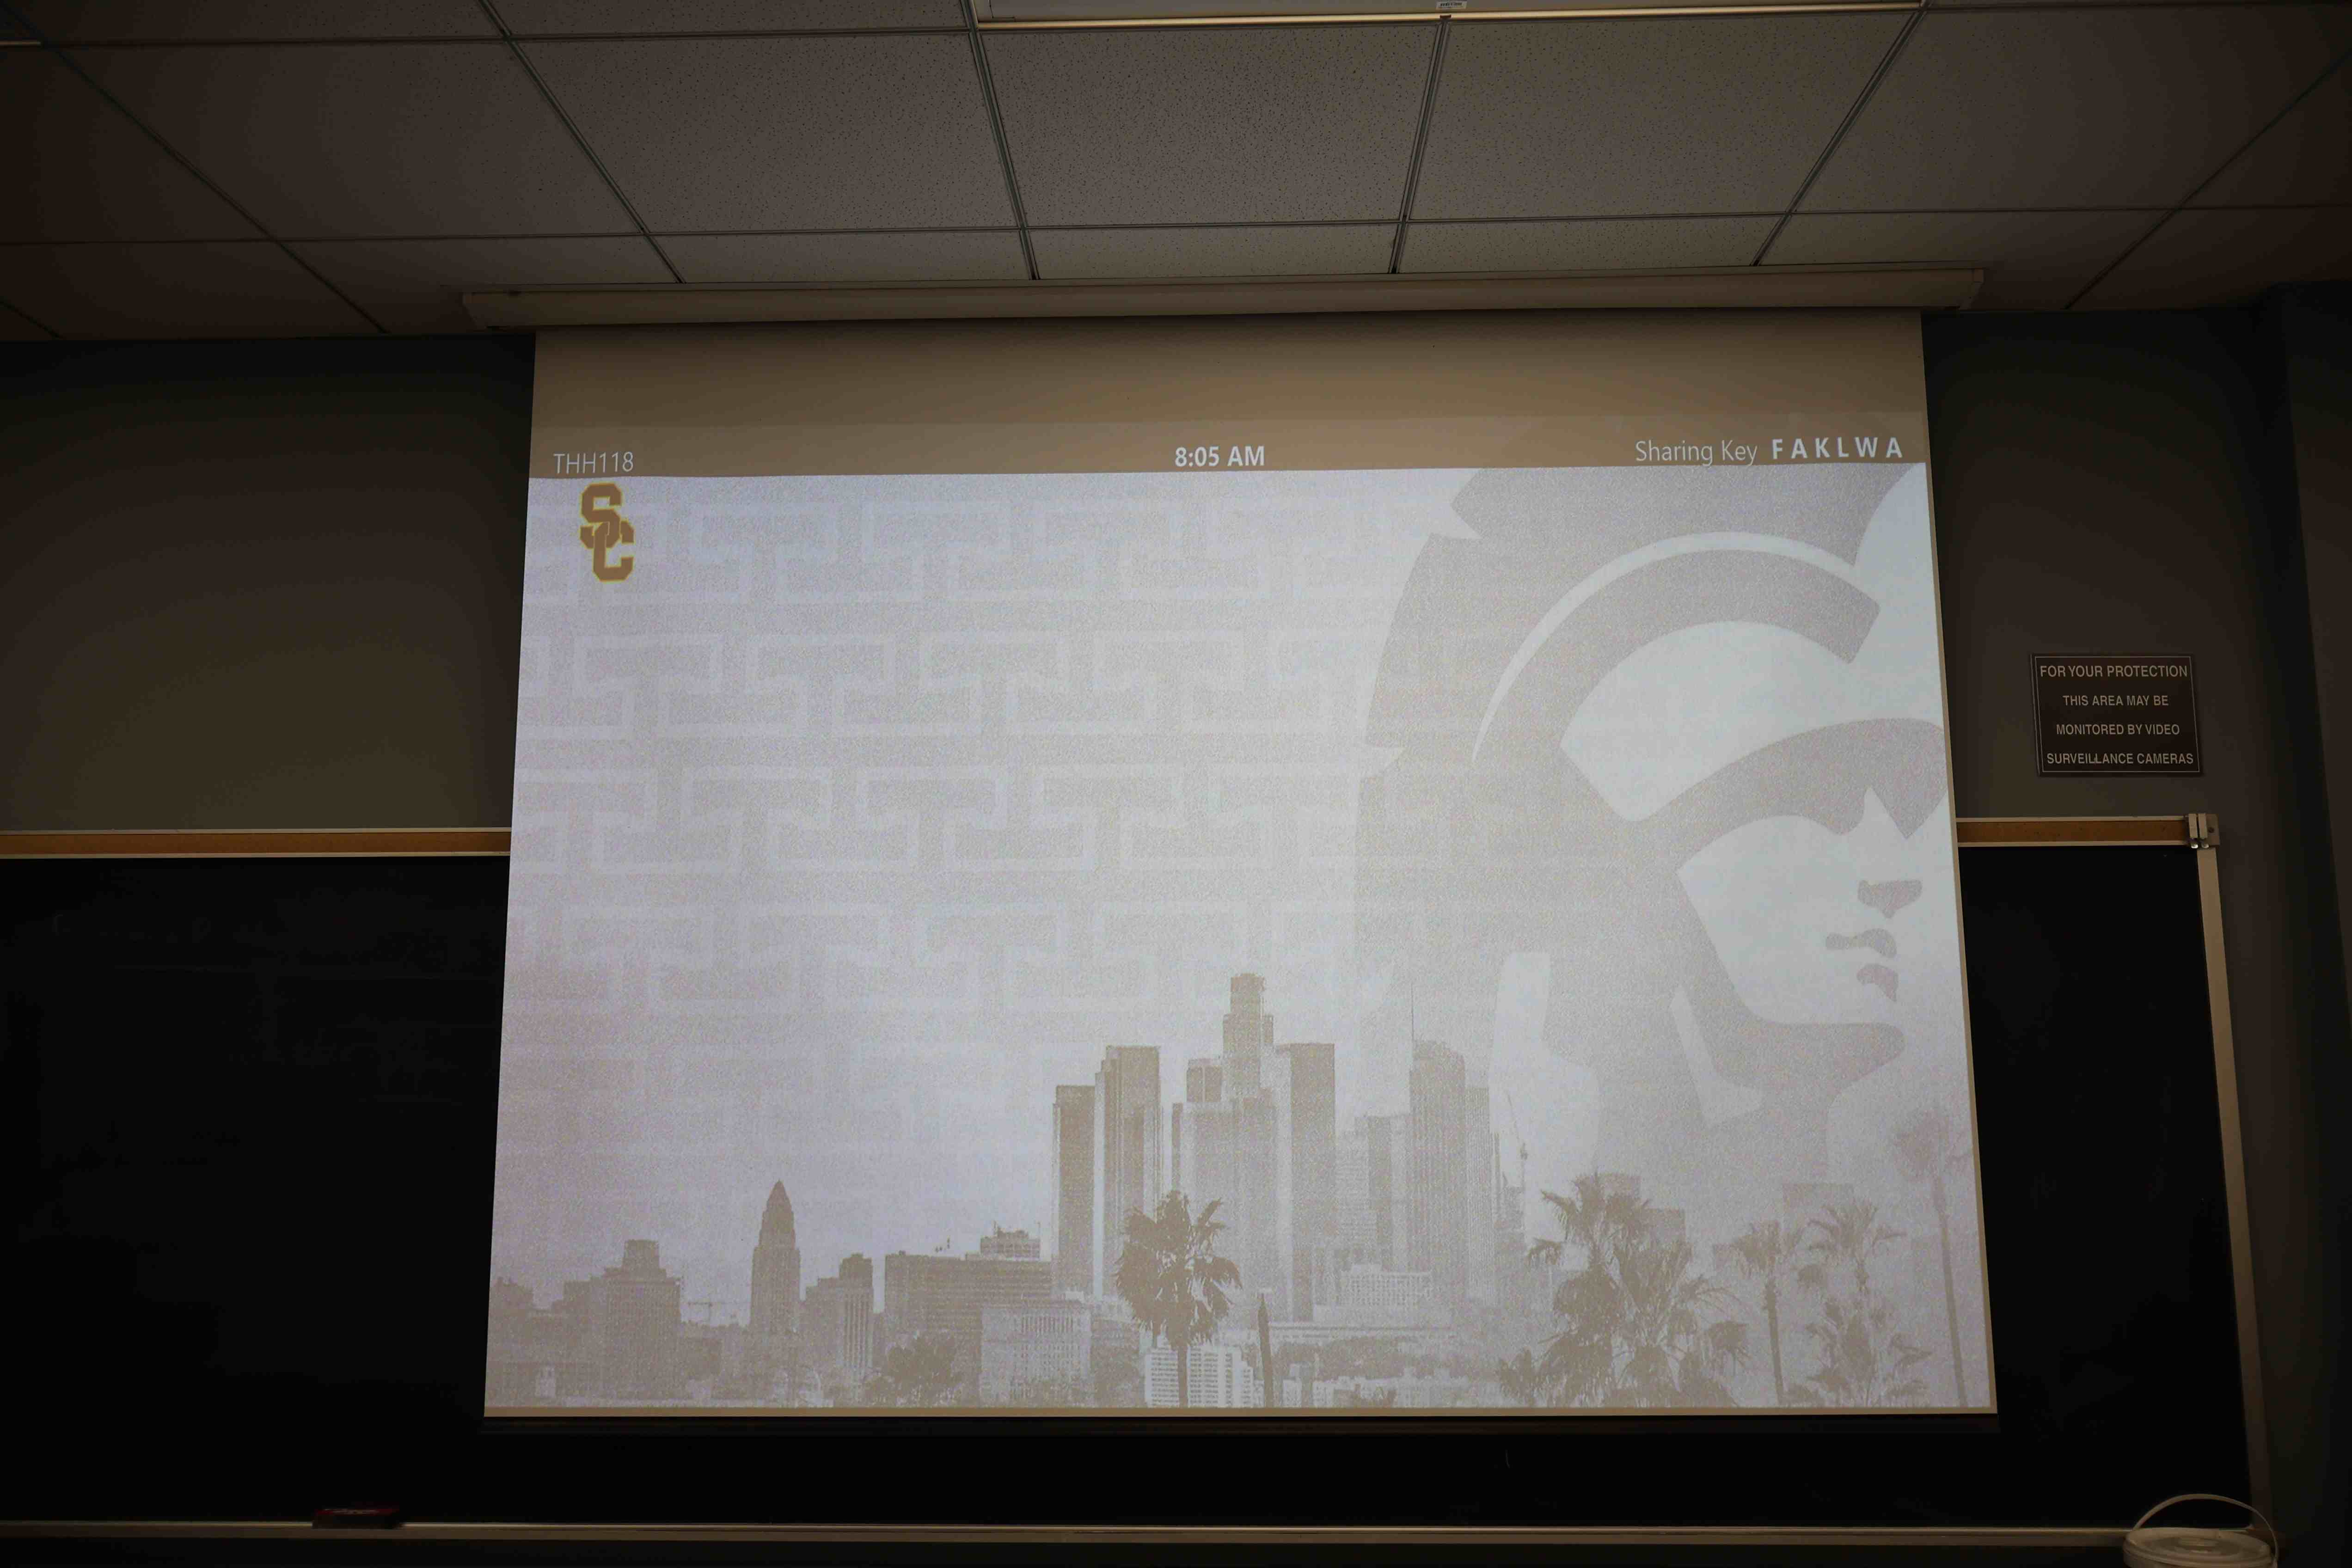 THH118
8:05 AM
Sharing Key FAKLWA
SC
FOR YOUR PROTECTION
THIS AREA MAY BE
MONITORED BY VIDEO
SURVEILLANCE CAMERAS